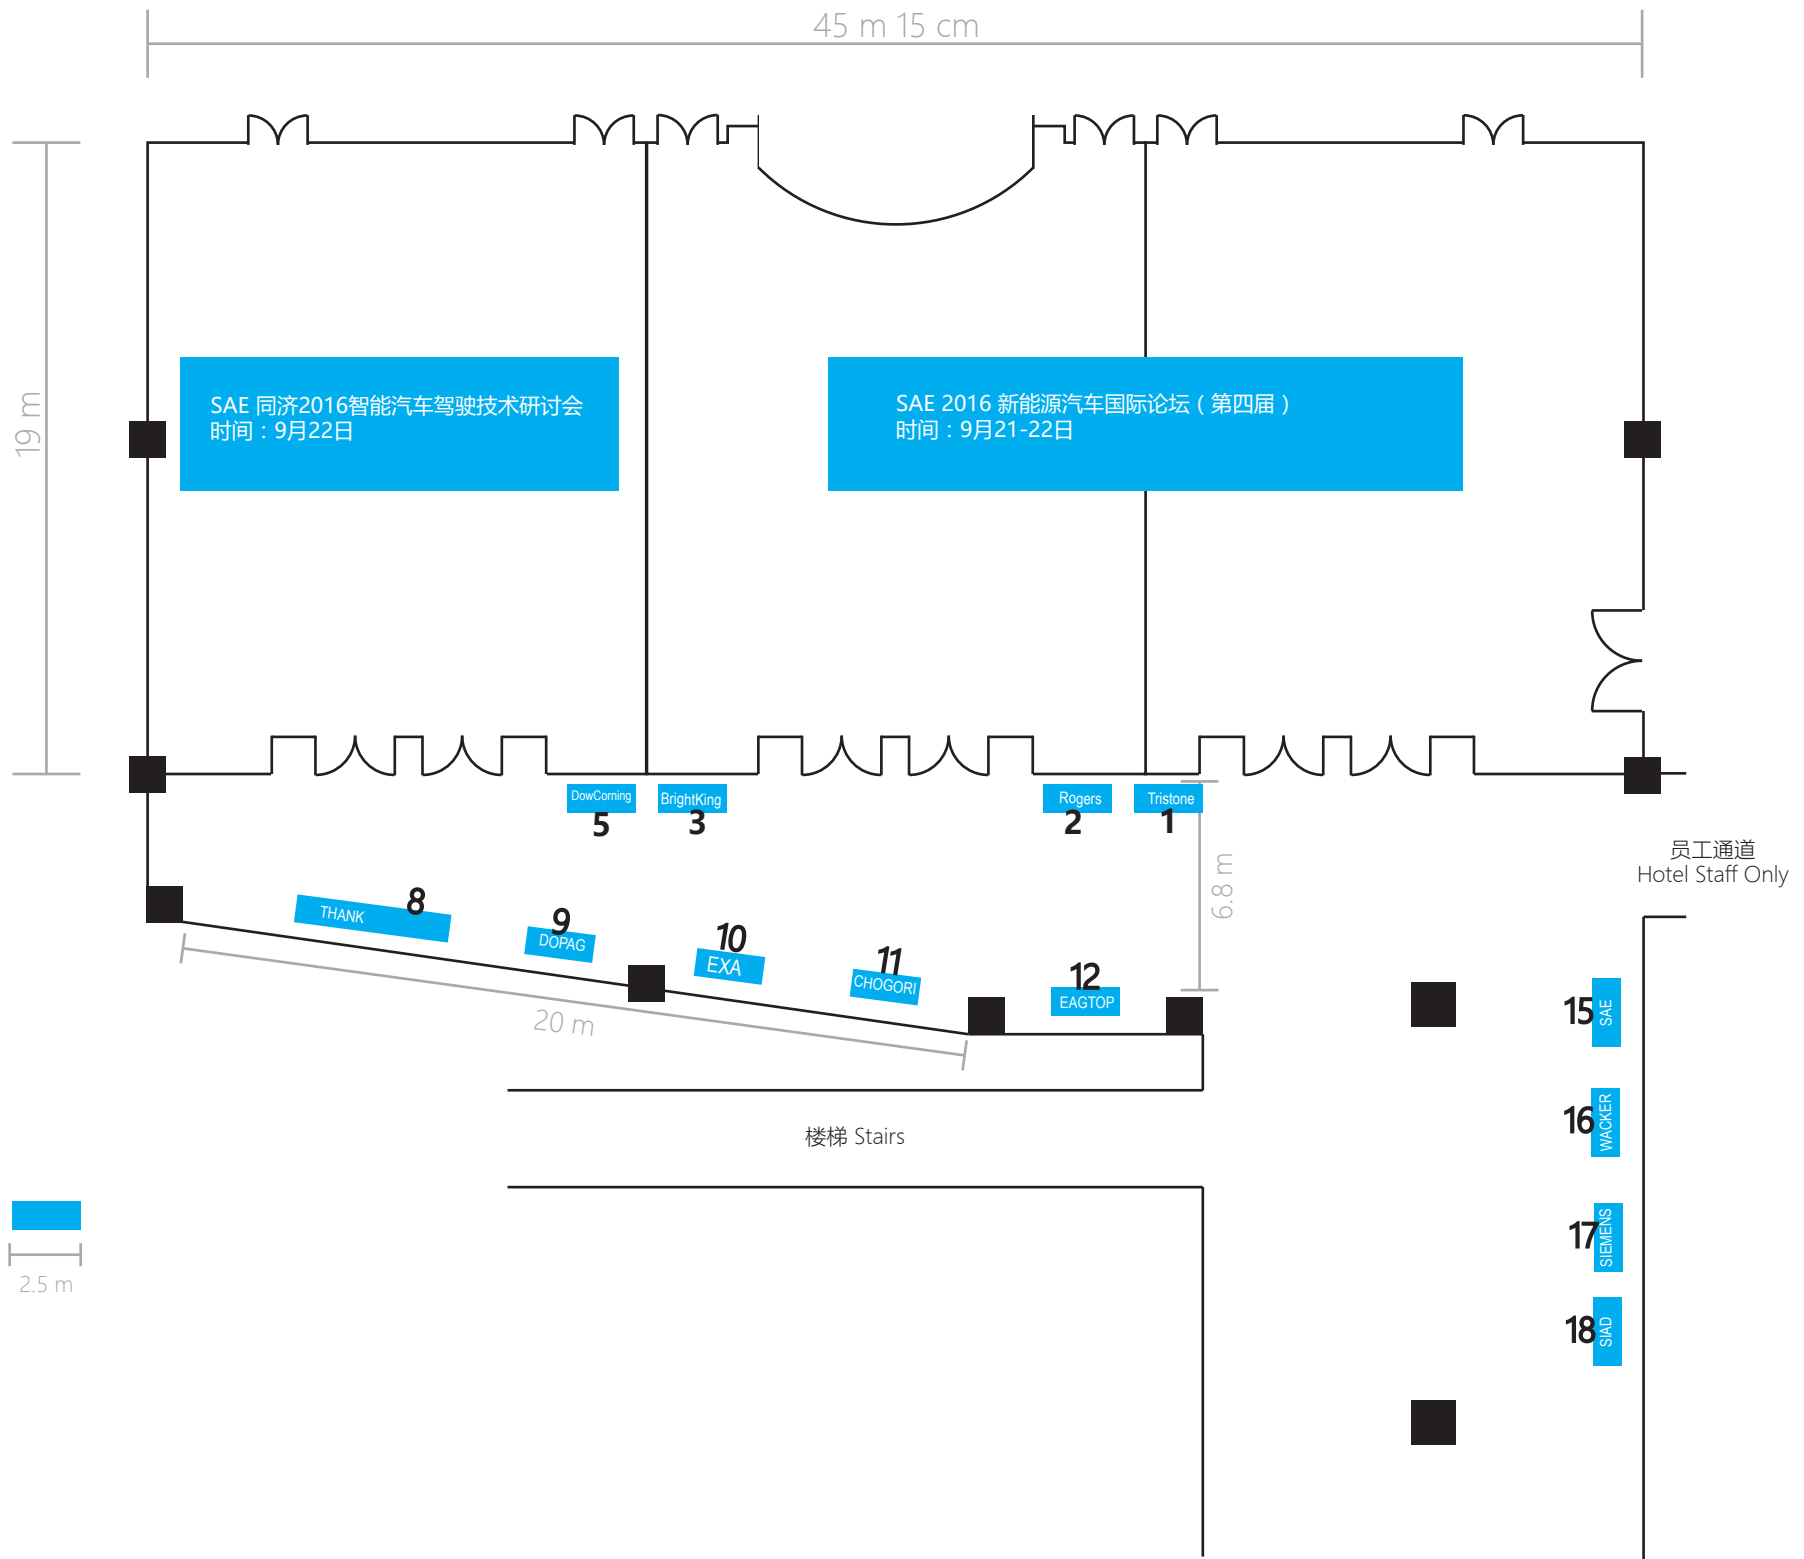 45 m 15 cm
19 m
SAE 同济2016智能汽车驾驶技术研讨会
时间：9月22日
SAE 2016 新能源汽车国际论坛（第四届）
时间：9月21-22日
DowCorning
5
BrightKing
3
Rogers
2
Tristone
1
6.8 m
员工通道
Hotel Staff Only
THANK
8
9
DOPAG
10
EXA
11
CHOGORI
12
EAGTOP
20 m
15
SAE
16
WACKER
17
SIEMENS
18
SIAD
楼梯 Stairs
2.5 m